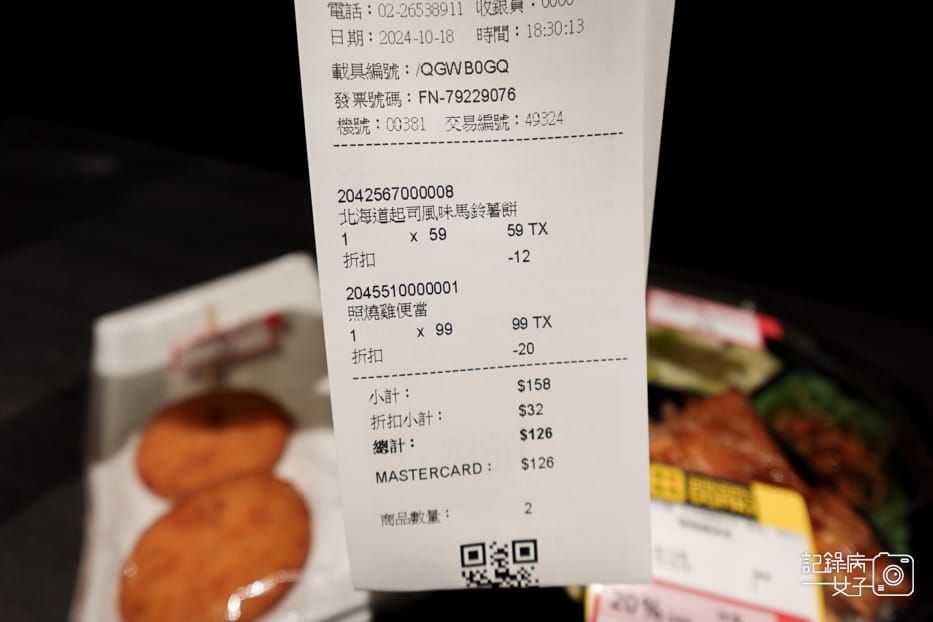 電話：02-26538911 收銀員：0000
日期：2024-10-18 時間：18:30:13
載具編號：/QGWB0GQ
發票號碼：FN-79229076
機號：00381 交易編號：49324
2042567000008
北海道起司風味馬鈴薯餅
1 x 59 59 TX
折扣 -12
2045510000001
照燒雞便當
1 x 99 99 TX
折扣 -20
小計： $158
折扣小計： $32
總計： $126
MASTERCARD： $126
商品數量： 2
20%
記錄病
女子